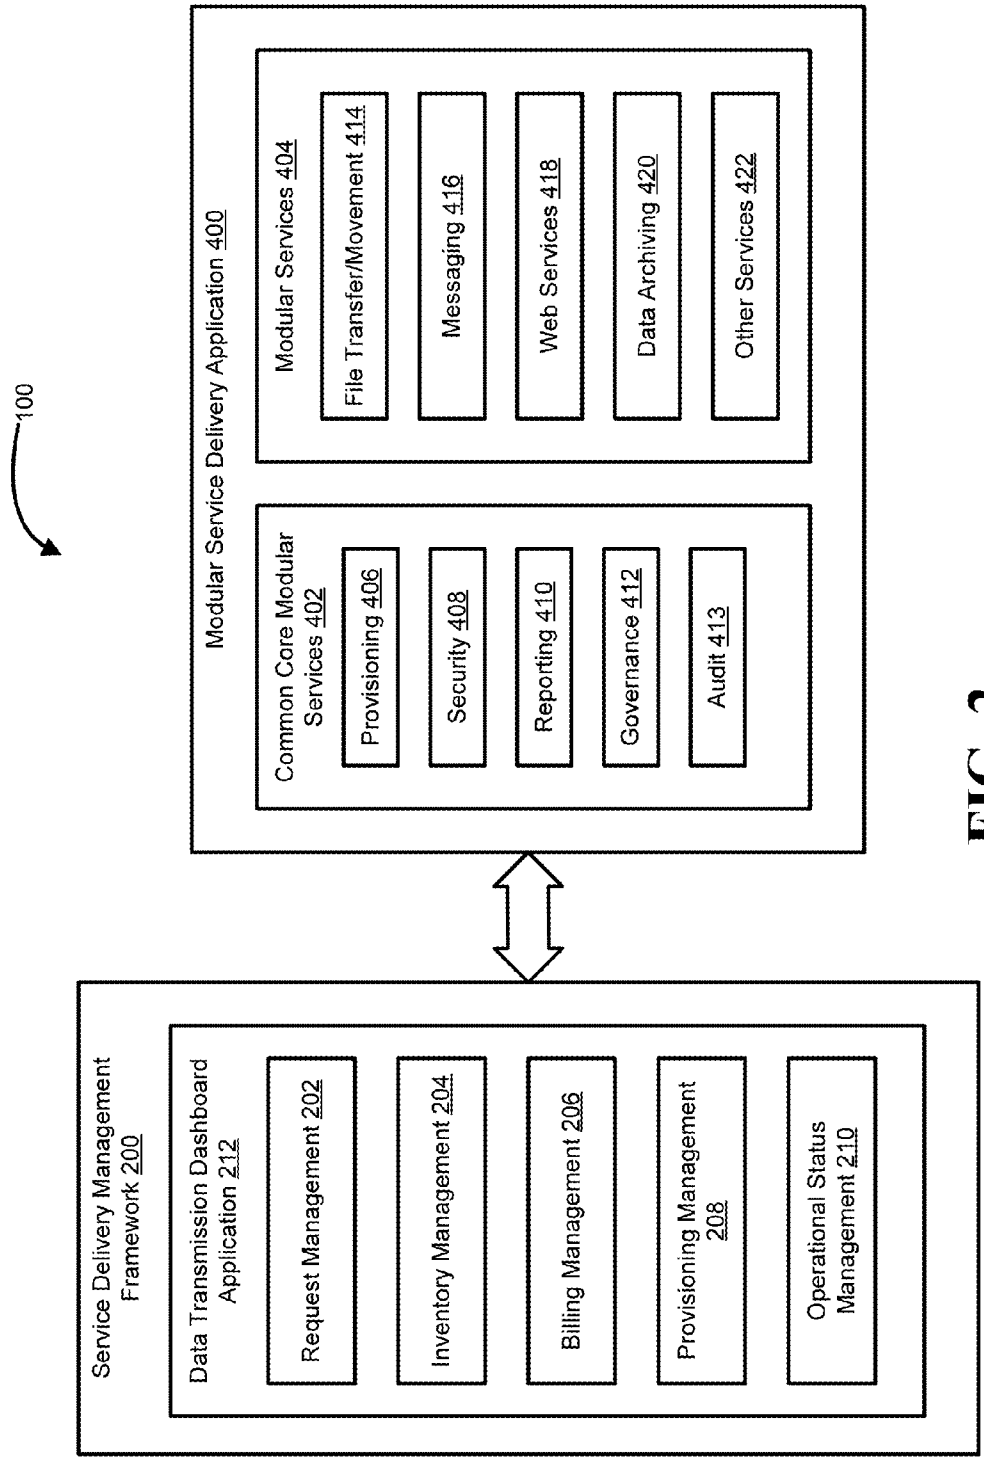 100
Service Delivery Management
Framework 200
Data Transmission Dashboard
Application 212
Request Management 202
Inventory Management 204
Billing Management 206
Provisioning Management
208
Operational Status
Management 210
Modular Service Delivery Application 400
Common Core Modular
Services 402
Provisioning 406
Security 408
Reporting 410
Governance 412
Audit 413
Modular Services 404
File Transfer/Movement 414
Messaging 416
Web Services 418
Data Archiving 420
Other Services 422
FIG.